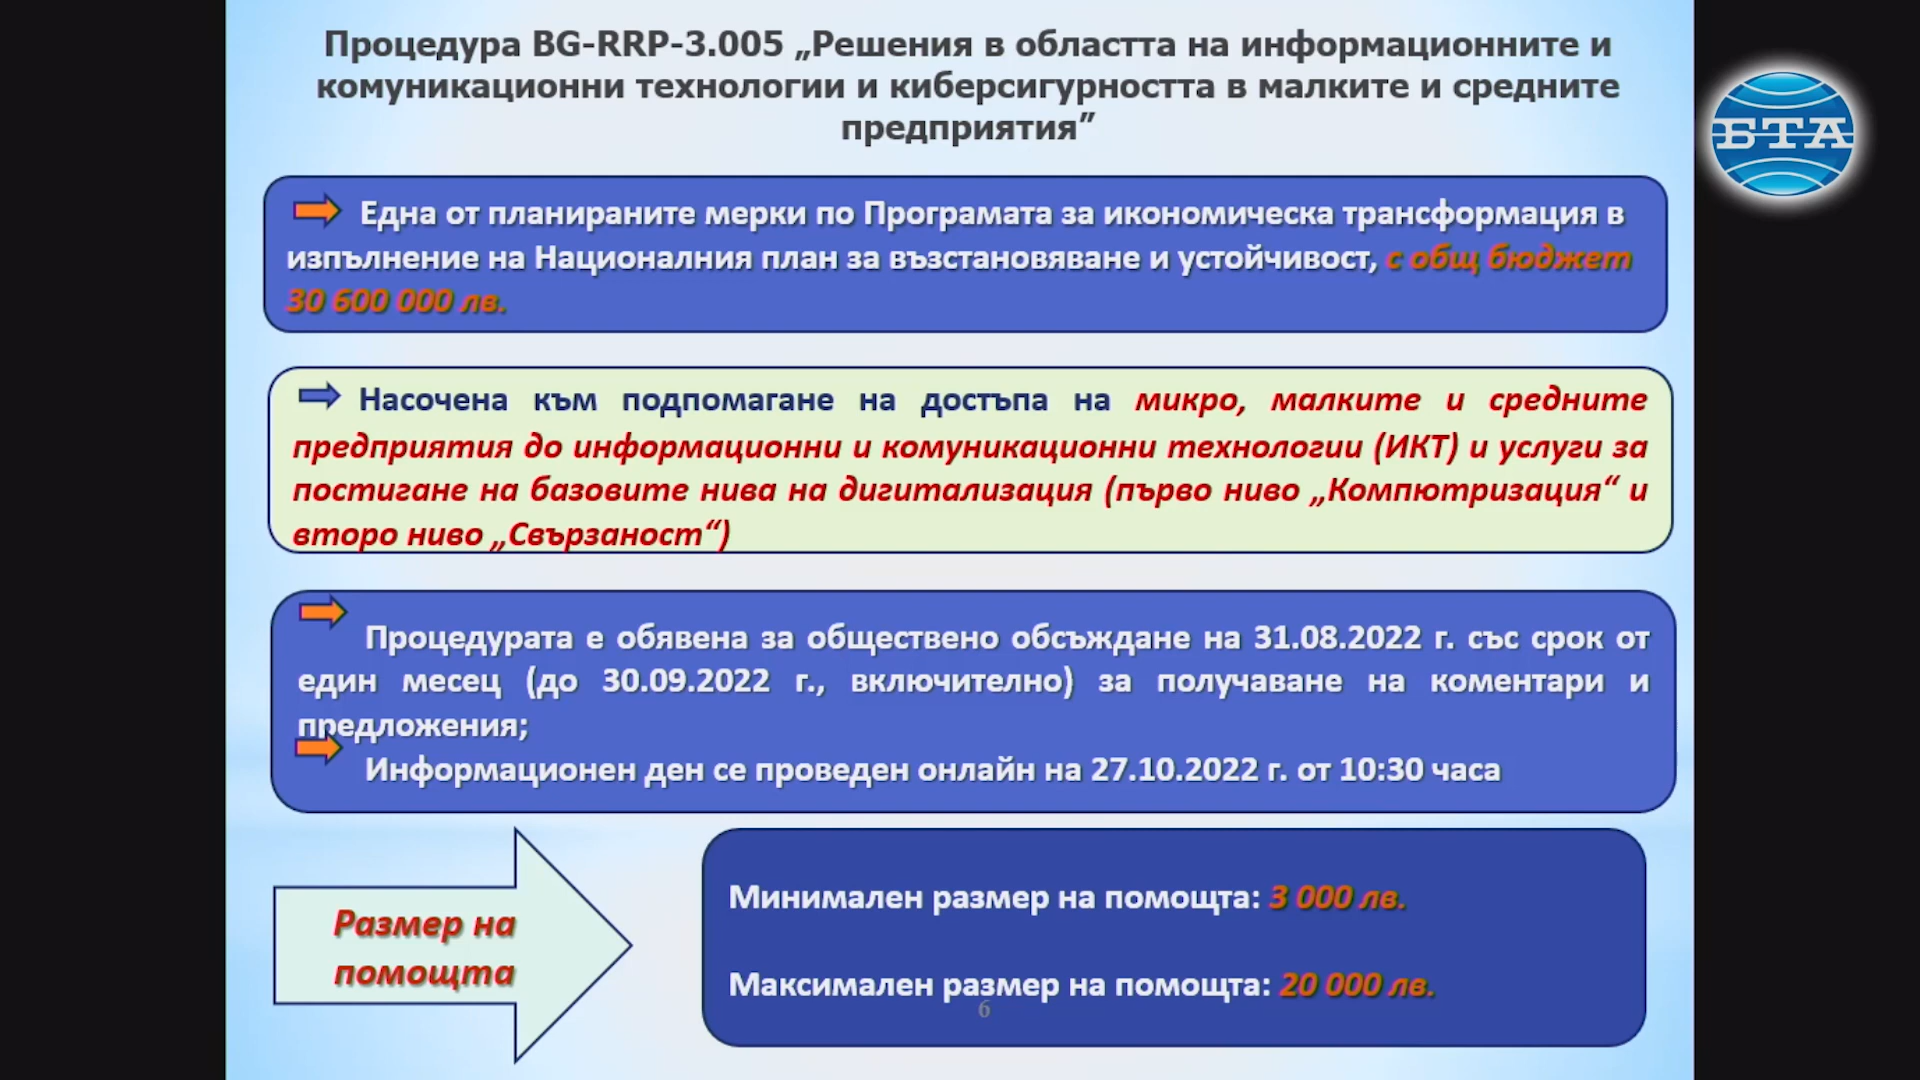 Процедура BG-RRP-3.005 „Решения в областта на информационните и
комуникационни технологии и киберсигурността в малките и средните
предприятия”
БТА
Една от планираните мерки по Програмата за икономическа трансформация в
изпълнение на Националния план за възстановяване и устойчивост, с общ бюджет
30 600 000 лв.
Насочена към подпомагане на достъпа на микро, малките и средните
предприятия до информационни и комуникационни технологии (ИКТ) и услуги за
постигане на базовите нива на дигитализация (първо ниво „Компютризация“ и
второ ниво „Свързаност“)
Процедурата е обявена за обществено обсъждане на 31.08.2022 г. със срок от
един месец (до 30.09.2022 г., включително) за получаване на коментари и
предложения;
Информационен ден се проведен онлайн на 27.10.2022 г. от 10:30 часа
Размер на
помощта
Минимален размер на помощта: 3 000 лв.
Максимален размер на помощта: 20 000 лв.
6